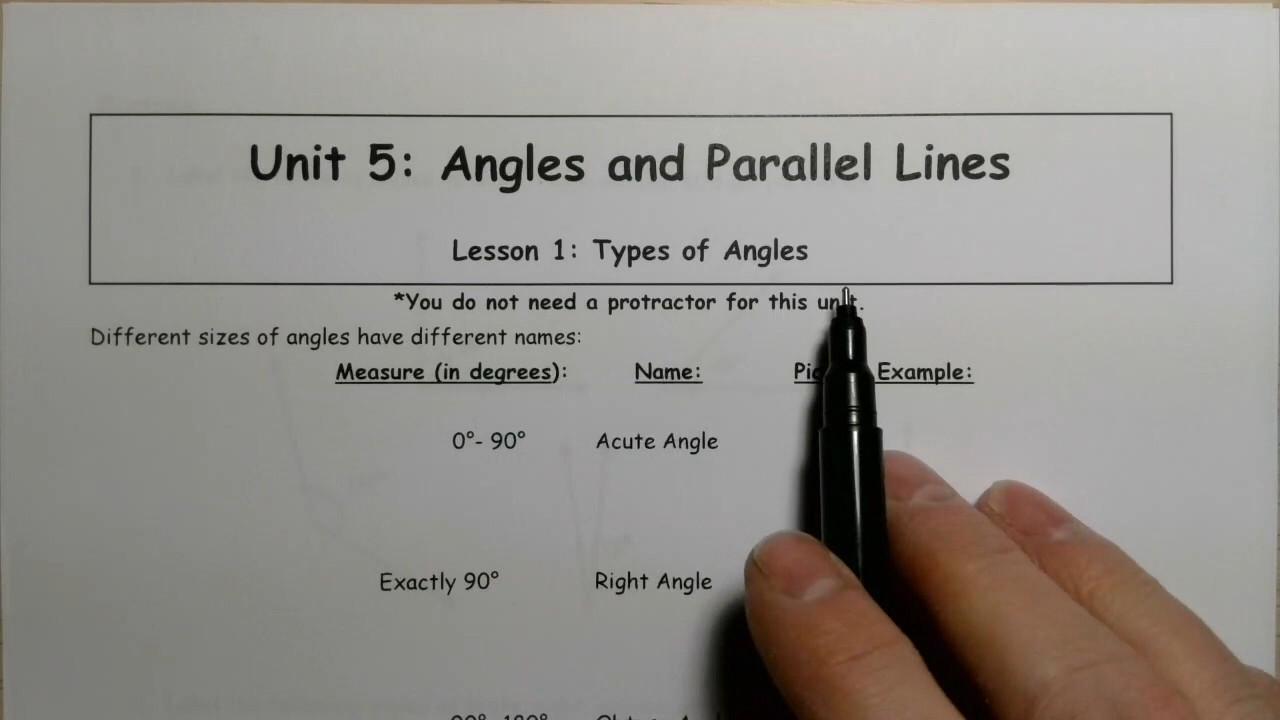 Unit 5: Angles and Parallel Lines
Lesson 1: Types of Angles
*You do not need a protractor for this
Different sizes of angles have different names:
Measure (in degrees): Name: Example:
0°- 90° Acute Angle
Exactly 90° Right Angle